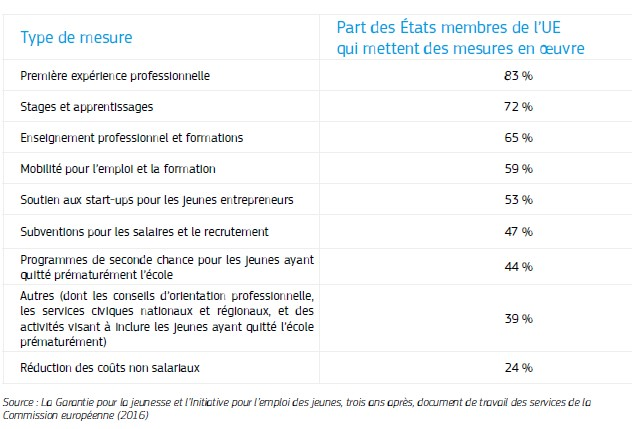 Type de mesure
Part des États membres de l'UE
qui mettent des mesures en œuvre
Première expérience professionnelle
83 %
Stages et apprentissages
72 %
Enseignement professionnel et formations
65 %
Mobilité pour l'emploi et la formation
59 %
Soutien aux start-ups pour les jeunes entrepreneurs
53 %
Subventions pour les salaires et le recrutement
47 %
Programmes de seconde chance pour les jeunes ayant
quitté prématurément l'école
44 %
Autres (dont les conseils d'orientation professionnelle,
les services civiques nationaux et régionaux, et des
activités visant à inclure les jeunes ayant quitté l'école
prématurément)
39 %
Réduction des coûts non salariaux
24 %
Source : La Garantie pour la jeunesse et l'Initiative pour l'emploi des jeunes, trois ans après, document de travail des services de la
Commission européenne (2016)